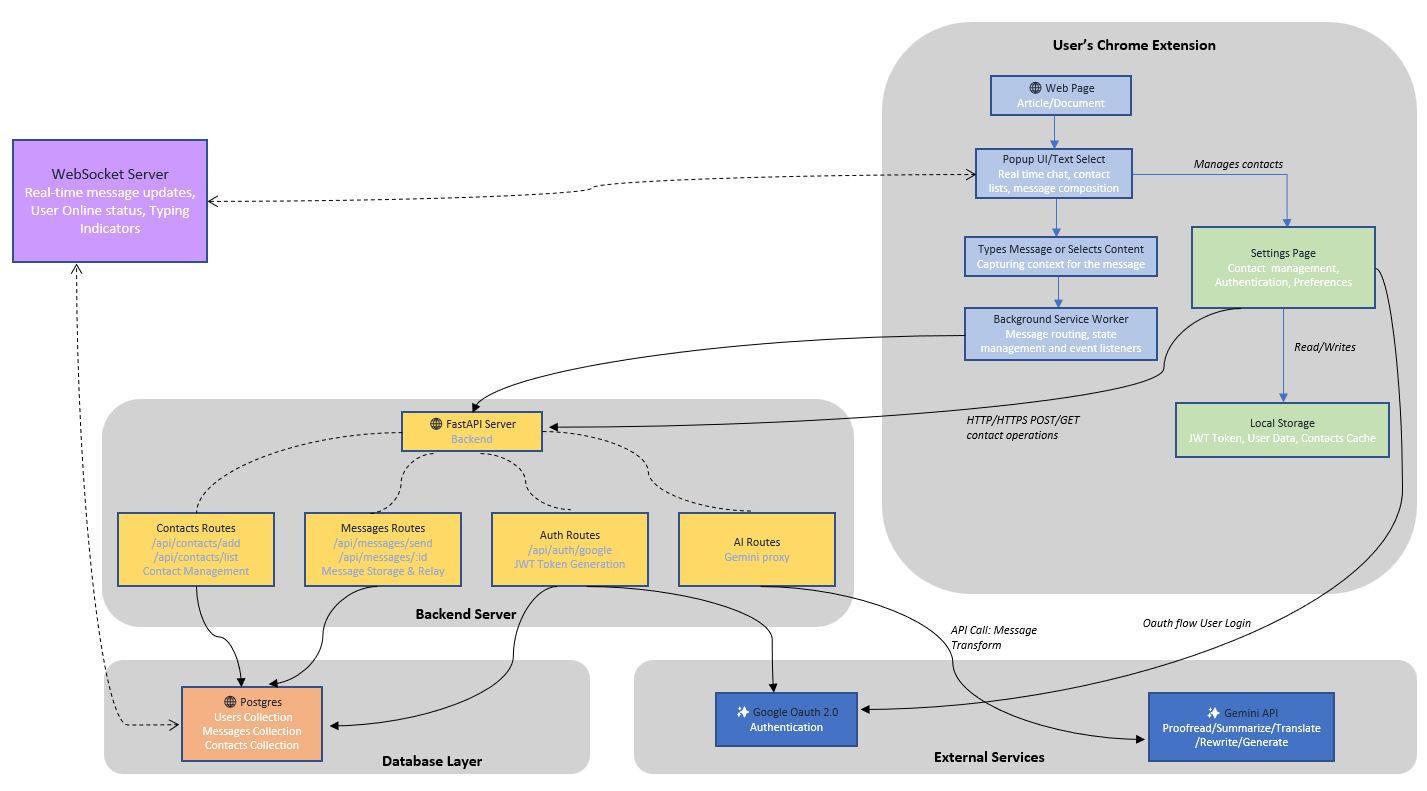 User’s Chrome Extension
Web Page
Article/Document
Popup UI/Text Select
Real time chat, contact
lists, message composition
Manages contacts
WebSocket Server
Real-time message updates,
User Online status, Typing
Indicators
Types Message or Selects Content
Capturing context for the message
Settings Page
Contact management,
Authentication, Preferences
Background Service Worker
Message routing, state
management and event listeners
Read/Writes
Local Storage
JWT Token, User Data, Contacts Cache
HTTP/HTTPS POST/GET
contact operations
FastAPI Server
Backend
Contacts Routes
/api/contacts/add
/api/contacts/list
Contact Management
Messages Routes
/api/messages/send
/api/messages/:id
Message Storage & Relay
Auth Routes
/api/auth/google
JWT Token Generation
AI Routes
Gemini proxy
Backend Server
API Call: Message
Transform
Oauth flow User Login
Postgres
Users Collection
Messages Collection
Contacts Collection
Database Layer
Google Oauth 2.0
Authentication
Gemini API
Proofread/Summarize/Translate
/Rewrite/Generate
External Services